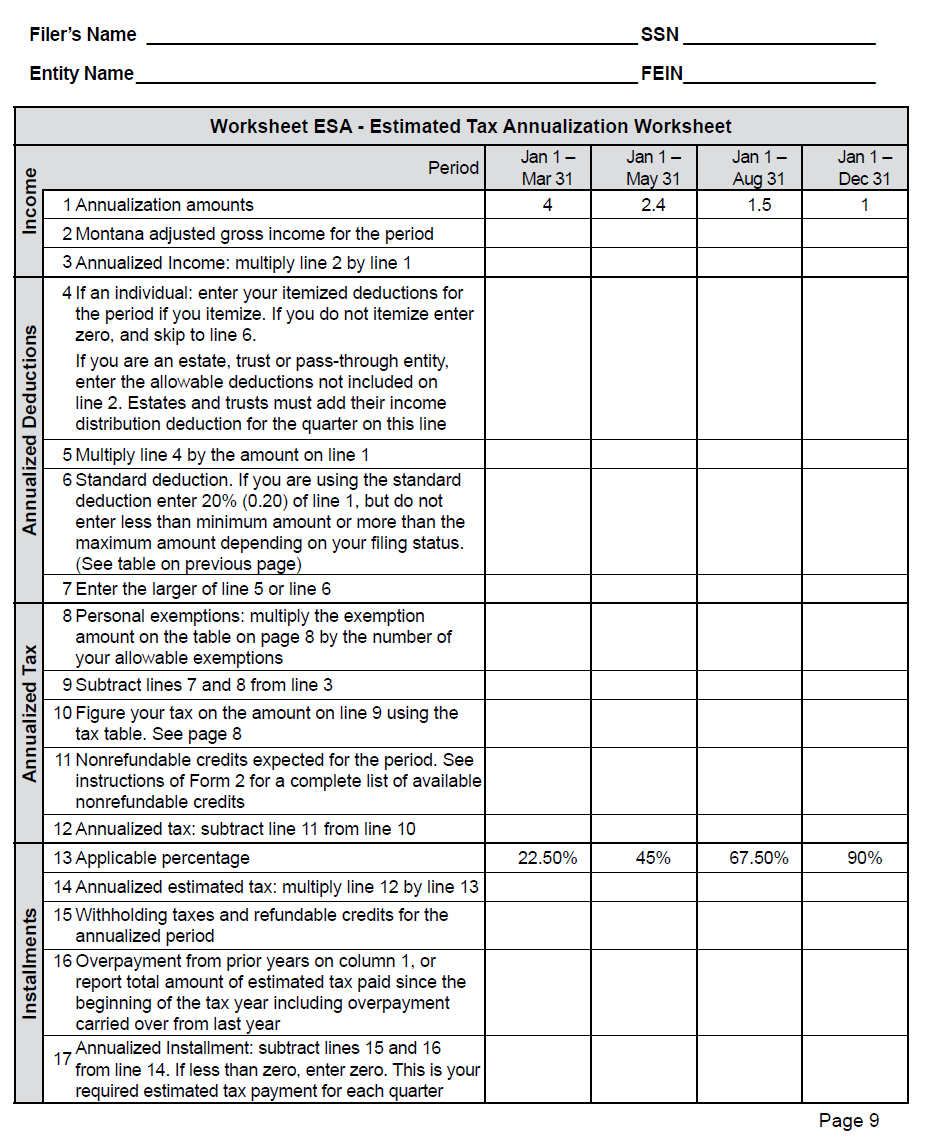 Filer's Name SSN
Entity Name FEIN
Worksheet ESA - Estimated Tax Annualization Worksheet
Income
Period
Jan 1 –
Mar 31
Jan 1 –
May 31
Jan 1 –
Aug 31
Jan 1 –
Dec 31
1 Annualization amounts 4 2.4 1.5 1
2 Montana adjusted gross income for the period
3 Annualized Income: multiply line 2 by line 1
Annualized Deductions
4 If an individual: enter your itemized deductions for
the period if you itemize. If you do not itemize enter
zero, and skip to line 6.
If you are an estate, trust or pass-through entity,
enter the allowable deductions not included on
line 2. Estates and trusts must add their income
distribution deduction for the quarter on this line
5 Multiply line 4 by the amount on line 1
6 Standard deduction. If you are using the standard
deduction enter 20% (0.20) of line 1, but do not
enter less than minimum amount or more than the
maximum amount depending on your filing status.
(See table on previous page)
7 Enter the larger of line 5 or line 6
Annualized Tax
8 Personal exemptions: multiply the exemption
amount on the table on page 8 by the number of
your allowable exemptions
9 Subtract lines 7 and 8 from line 3
10 Figure your tax on the amount on line 9 using the
tax table. See page 8
11 Nonrefundable credits expected for the period. See
instructions of Form 2 for a complete list of available
nonrefundable credits
12 Annualized tax: subtract line 11 from line 10
Installments
13 Applicable percentage 22.50% 45% 67.50% 90%
14 Annualized estimated tax: multiply line 12 by line 13
15 Withholding taxes and refundable credits for the
annualized period
16 Overpayment from prior years on column 1, or
report total amount of estimated tax paid since the
beginning of the tax year including overpayment
carried over from last year
17 Annualized Installment: subtract lines 15 and 16
from line 14. If less than zero, enter zero. This is your
required estimated tax payment for each quarter
Page 9